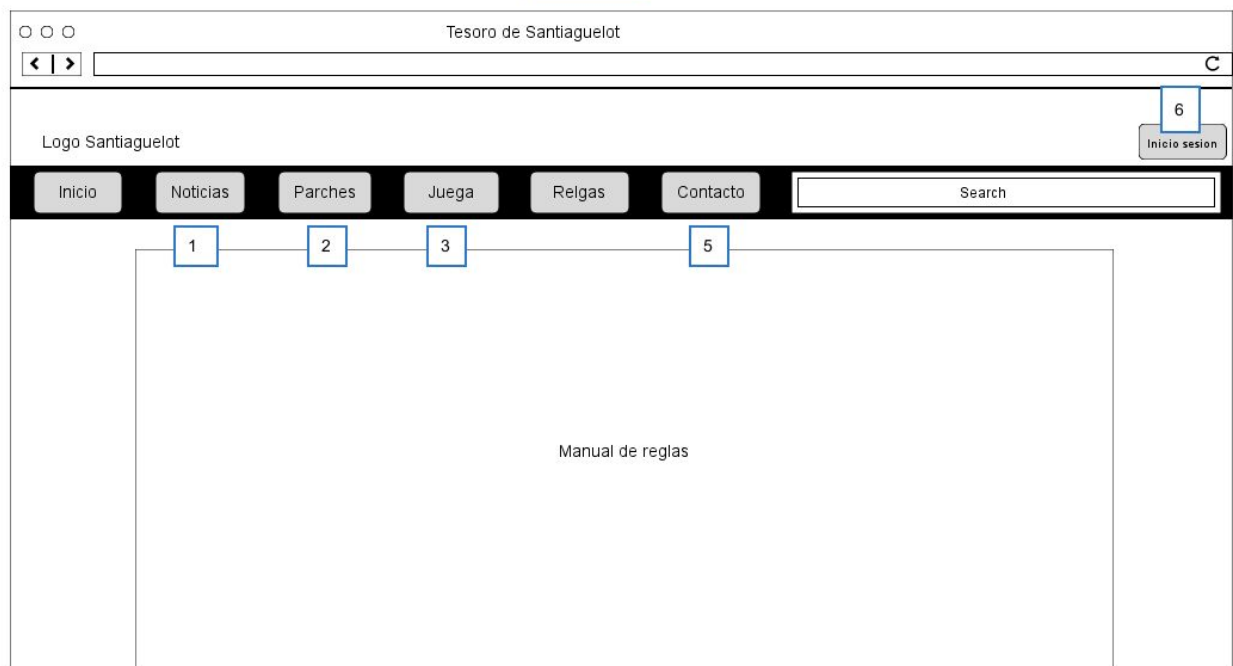 Tesoro de Santiaguelot
6
Logo Santiaguelot
Inicio sesion
Inicio
Noticias
Parches
Juega
Relgas
Contacto
Search
1
2
3
5
Manual de reglas